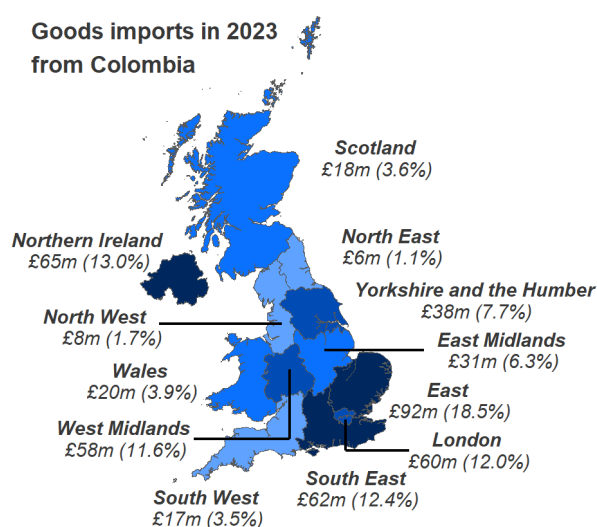 Goods imports in 2023
from Colombia
Scotland
£18m (3.6%)
Northern Ireland
£65m (13.0%)
North East
£6m (1.1%)
Yorkshire and the Humber
£38m (7.7%)
North West
£8m (1.7%)
East Midlands
£31m (6.3%)
Wales
£20m (3.9%)
East
£92m (18.5%)
West Midlands
£58m (11.6%)
London
£60m (12.0%)
South East
£62m (12.4%)
South West
£17m (3.5%)